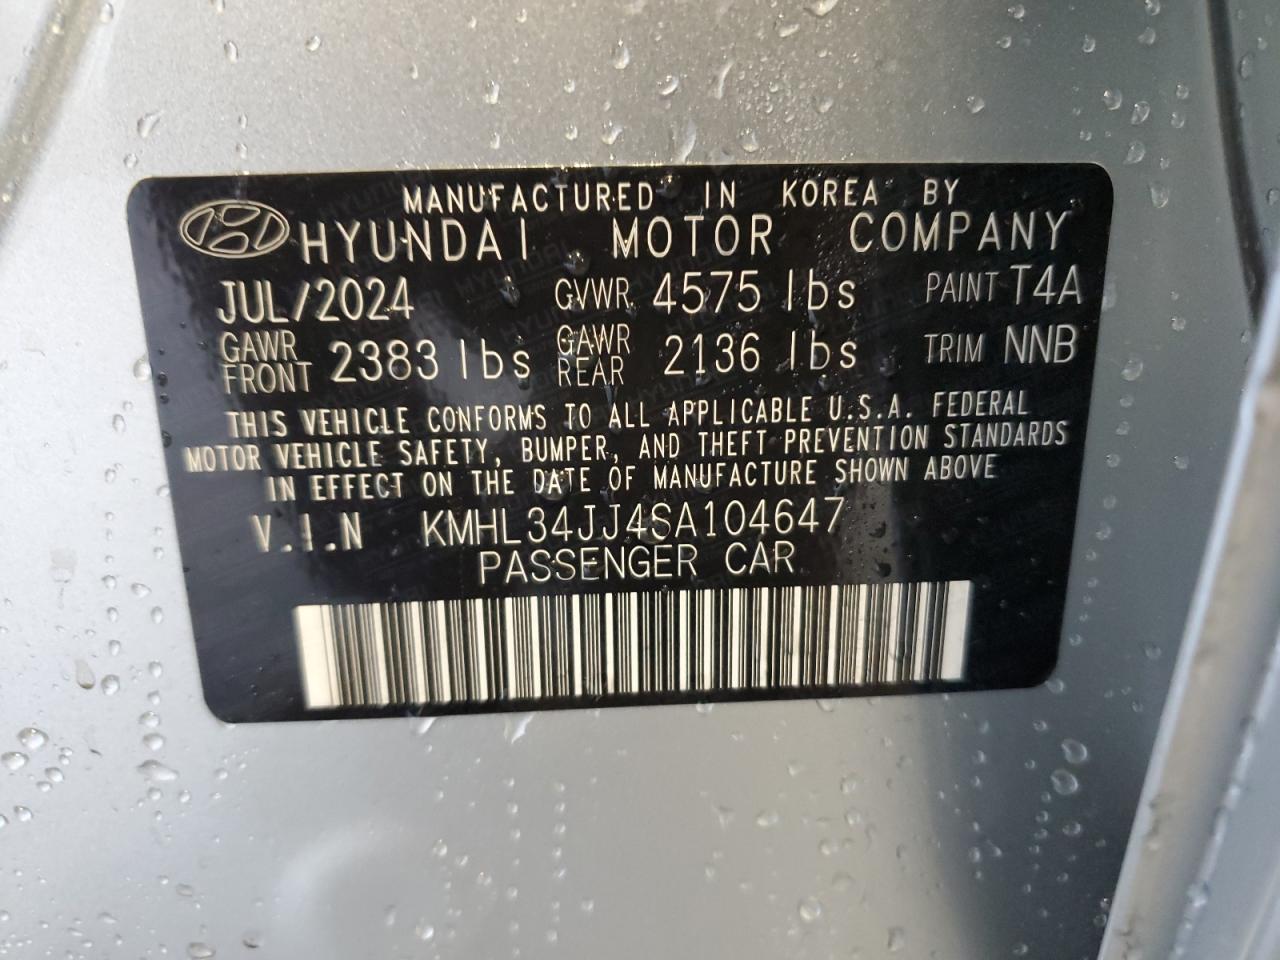 MANUFACTURED IN KOREA BY
HYUNDAI MOTOR COMPANY
JUL/2024 GVWR 4575 lbs PAINT T4A
GAWR FRONT 2383 lbs GAWR REAR 2136 lbs TRIM NNB
THIS VEHICLE CONFORMS TO ALL APPLICABLE U.S.A. FEDERAL
MOTOR VEHICLE SAFETY, BUMPER, AND THEFT PREVENTION STANDARDS
IN EFFECT ON THE DATE OF MANUFACTURE SHOWN ABOVE
V.I.N KMHL34JJ4SA104647
PASSENGER CAR